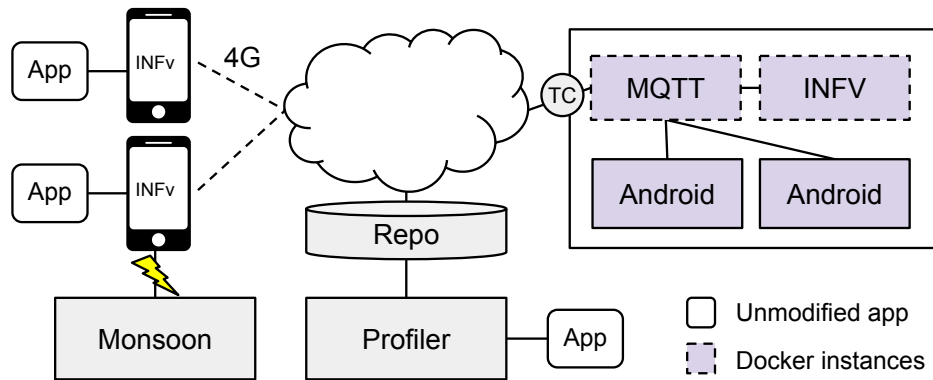 App
INFv
4G
TC
MQTT
INFV
App
INFv
Android
Android
Repo
Monsoon
Profiler
App
Unmodified app
Docker instances